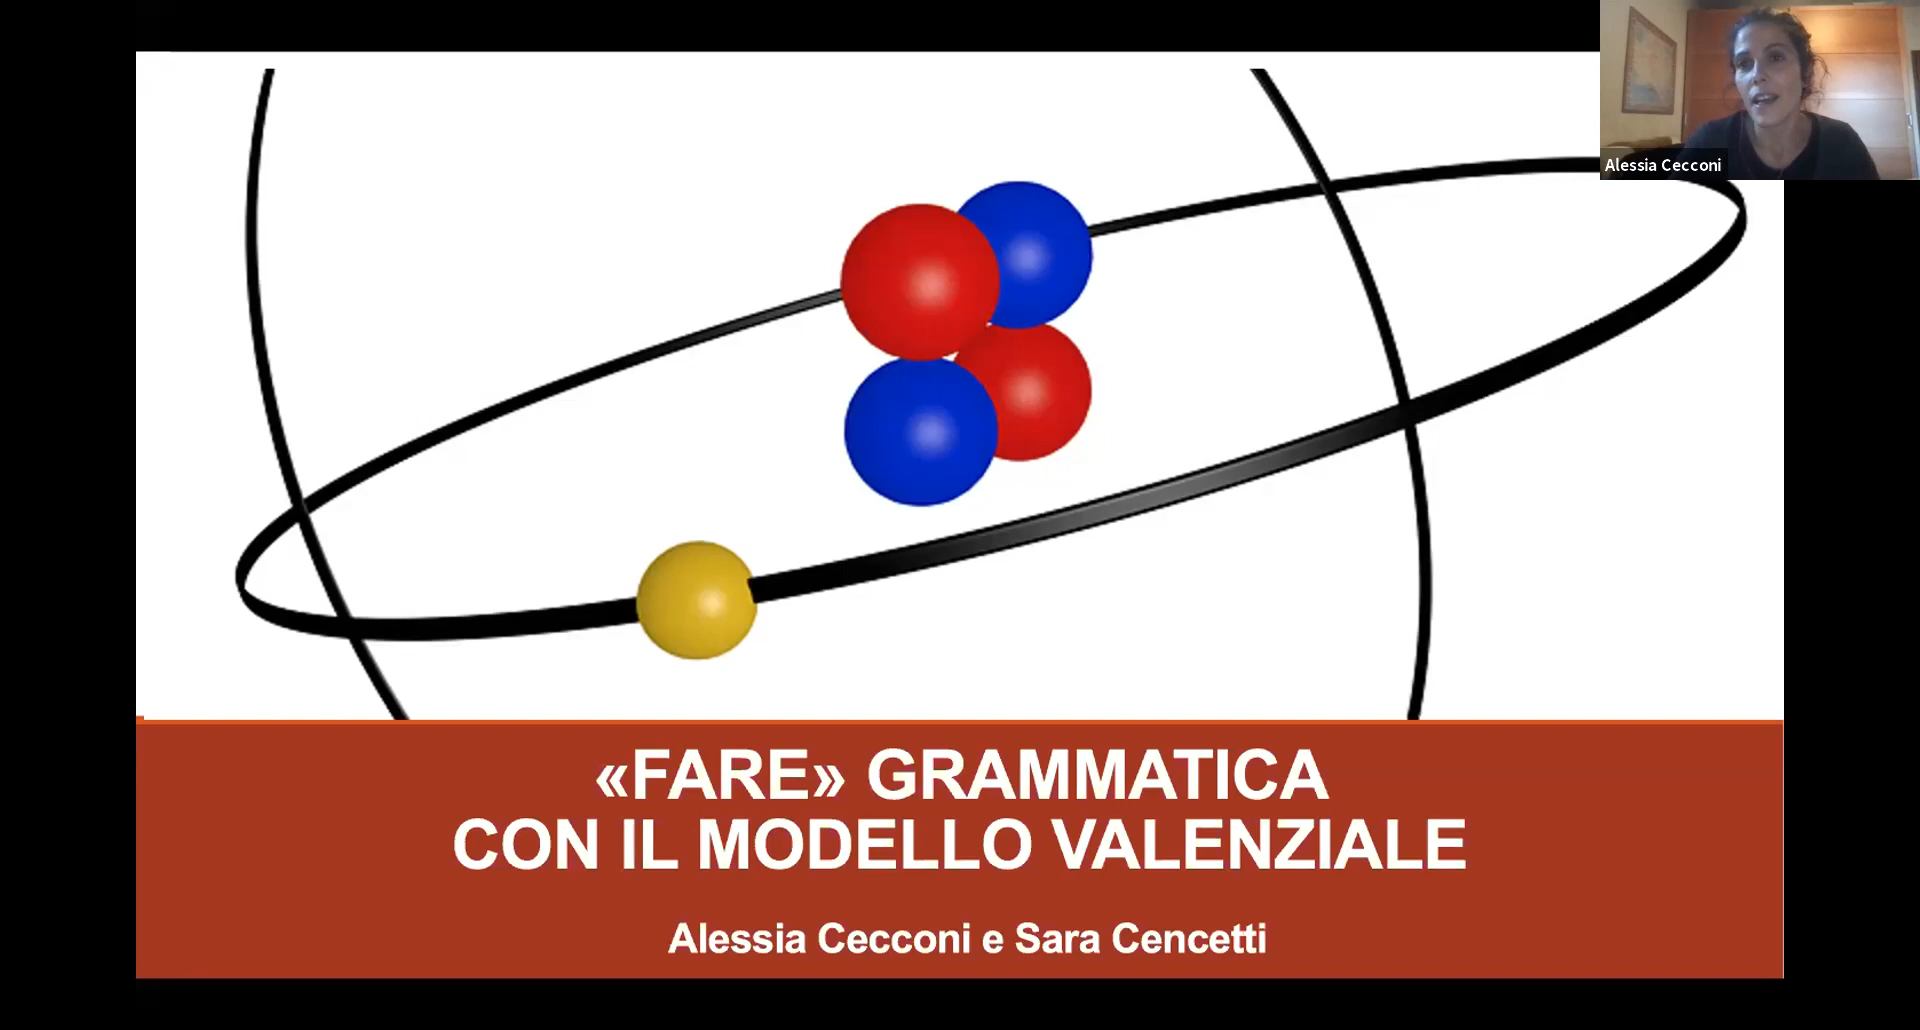 Alessia Cecconi
«FARE» GRAMMATICA
CON IL MODELLO VALENZIALE
Alessia Cecconi e Sara Cencetti